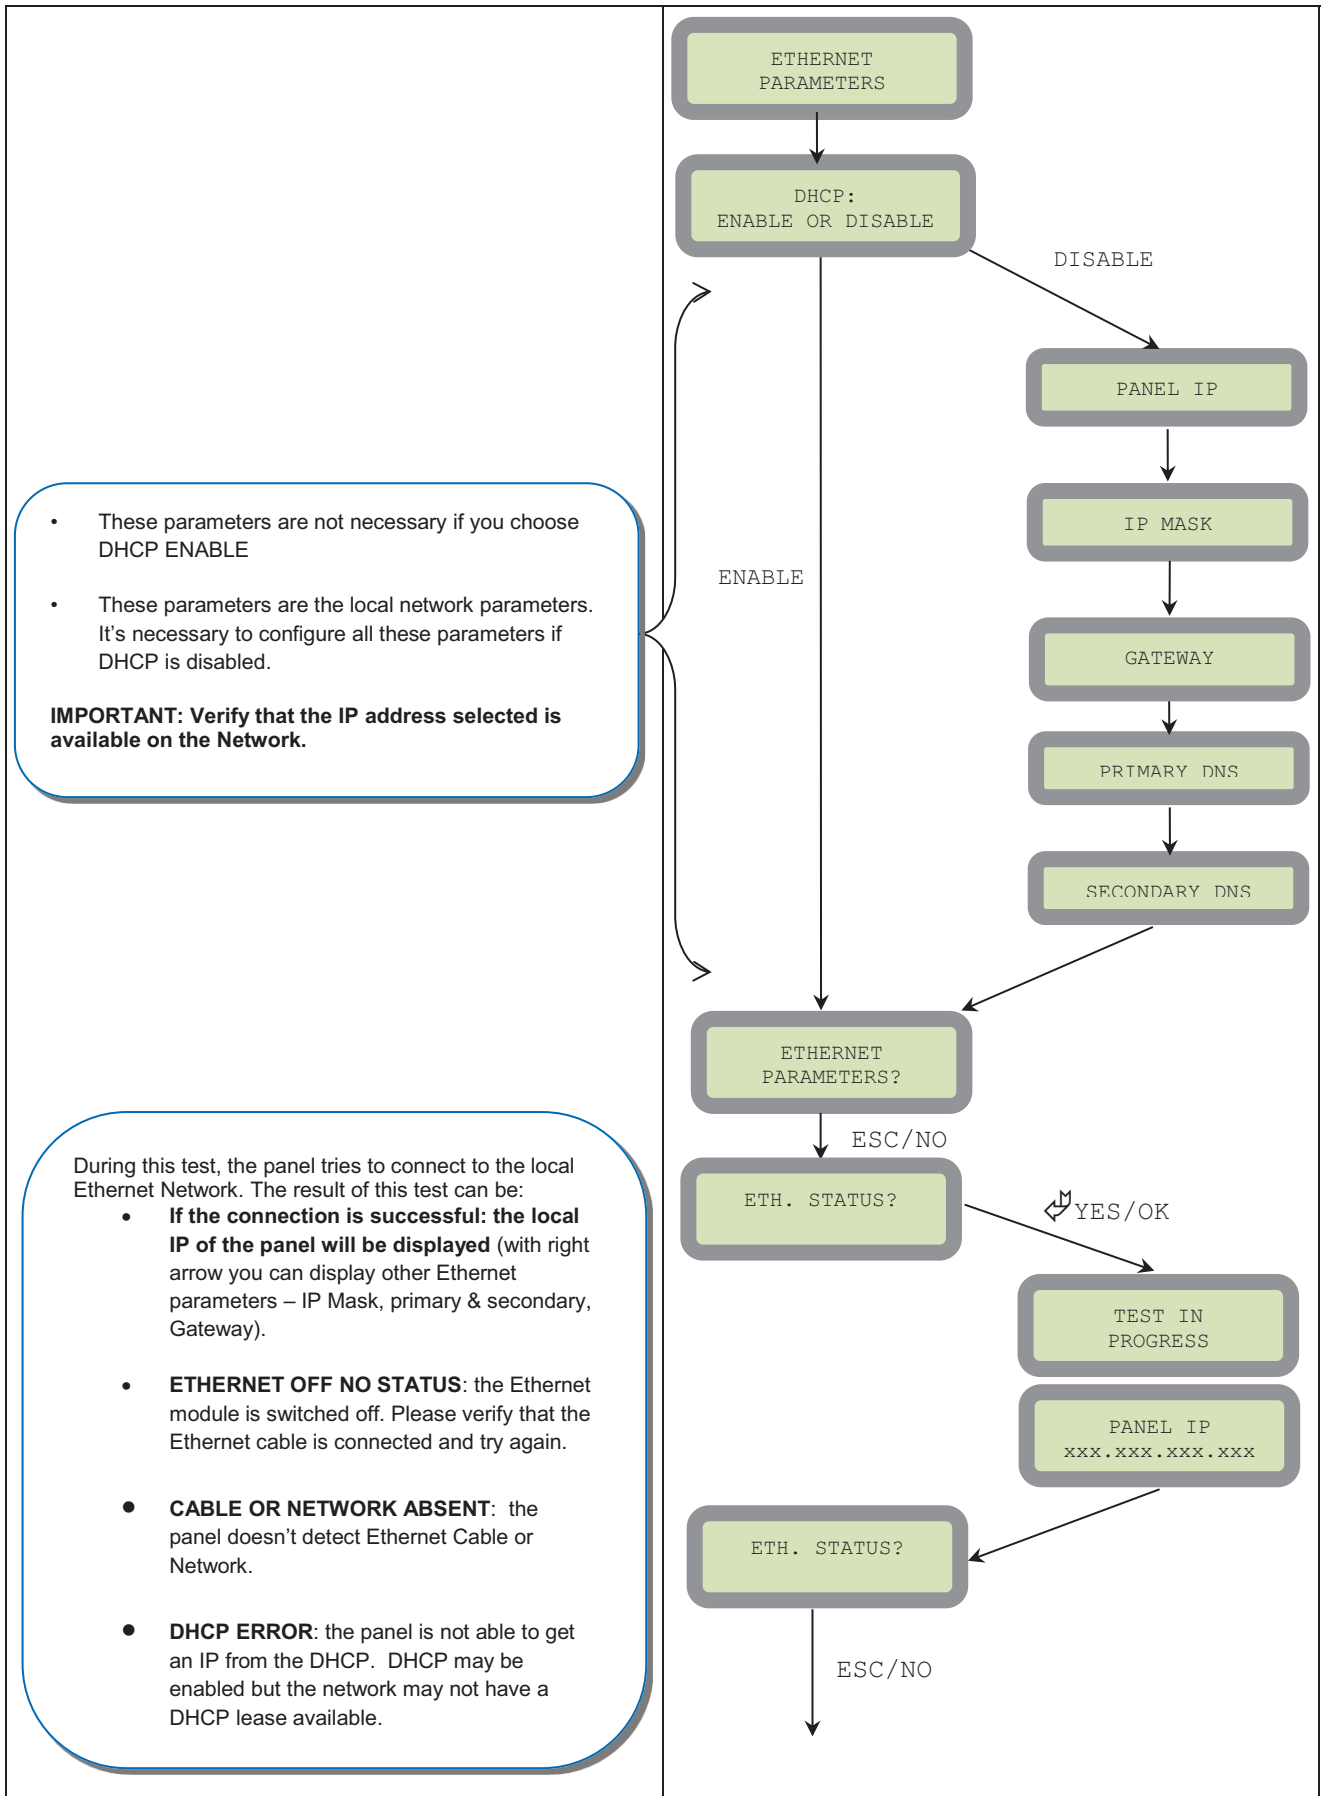 ETHERNET
PARAMETERS
DHCP:
ENABLE OR DISABLE
DISABLE
PANEL IP
IP MASK
GATEWAY
PRIMARY DNS
SECONDARY DNS
• These parameters are not necessary if you choose
DHCP ENABLE
• These parameters are the local network parameters.
It's necessary to configure all these parameters if
DHCP is disabled.
IMPORTANT: Verify that the IP address selected is
available on the Network.
ENABLE
ETHERNET
PARAMETERS?
ESC/NO
ETH. STATUS?
YES/OK
TEST IN
PROGRESS
PANEL IP
xxx.xxx.xxx.xxx
ETH. STATUS?
ESC/NO
During this test, the panel tries to connect to the local
Ethernet Network. The result of this test can be:
• If the connection is successful: the local
IP of the panel will be displayed (with right
arrow you can display other Ethernet
parameters – IP Mask, primary & secondary,
Gateway).
• ETHERNET OFF NO STATUS: the Ethernet
module is switched off. Please verify that the
Ethernet cable is connected and try again.
• CABLE OR NETWORK ABSENT: the
panel doesn't detect Ethernet Cable or
Network.
• DHCP ERROR: the panel is not able to get
an IP from the DHCP. DHCP may be
enabled but the network may not have a
DHCP lease available.